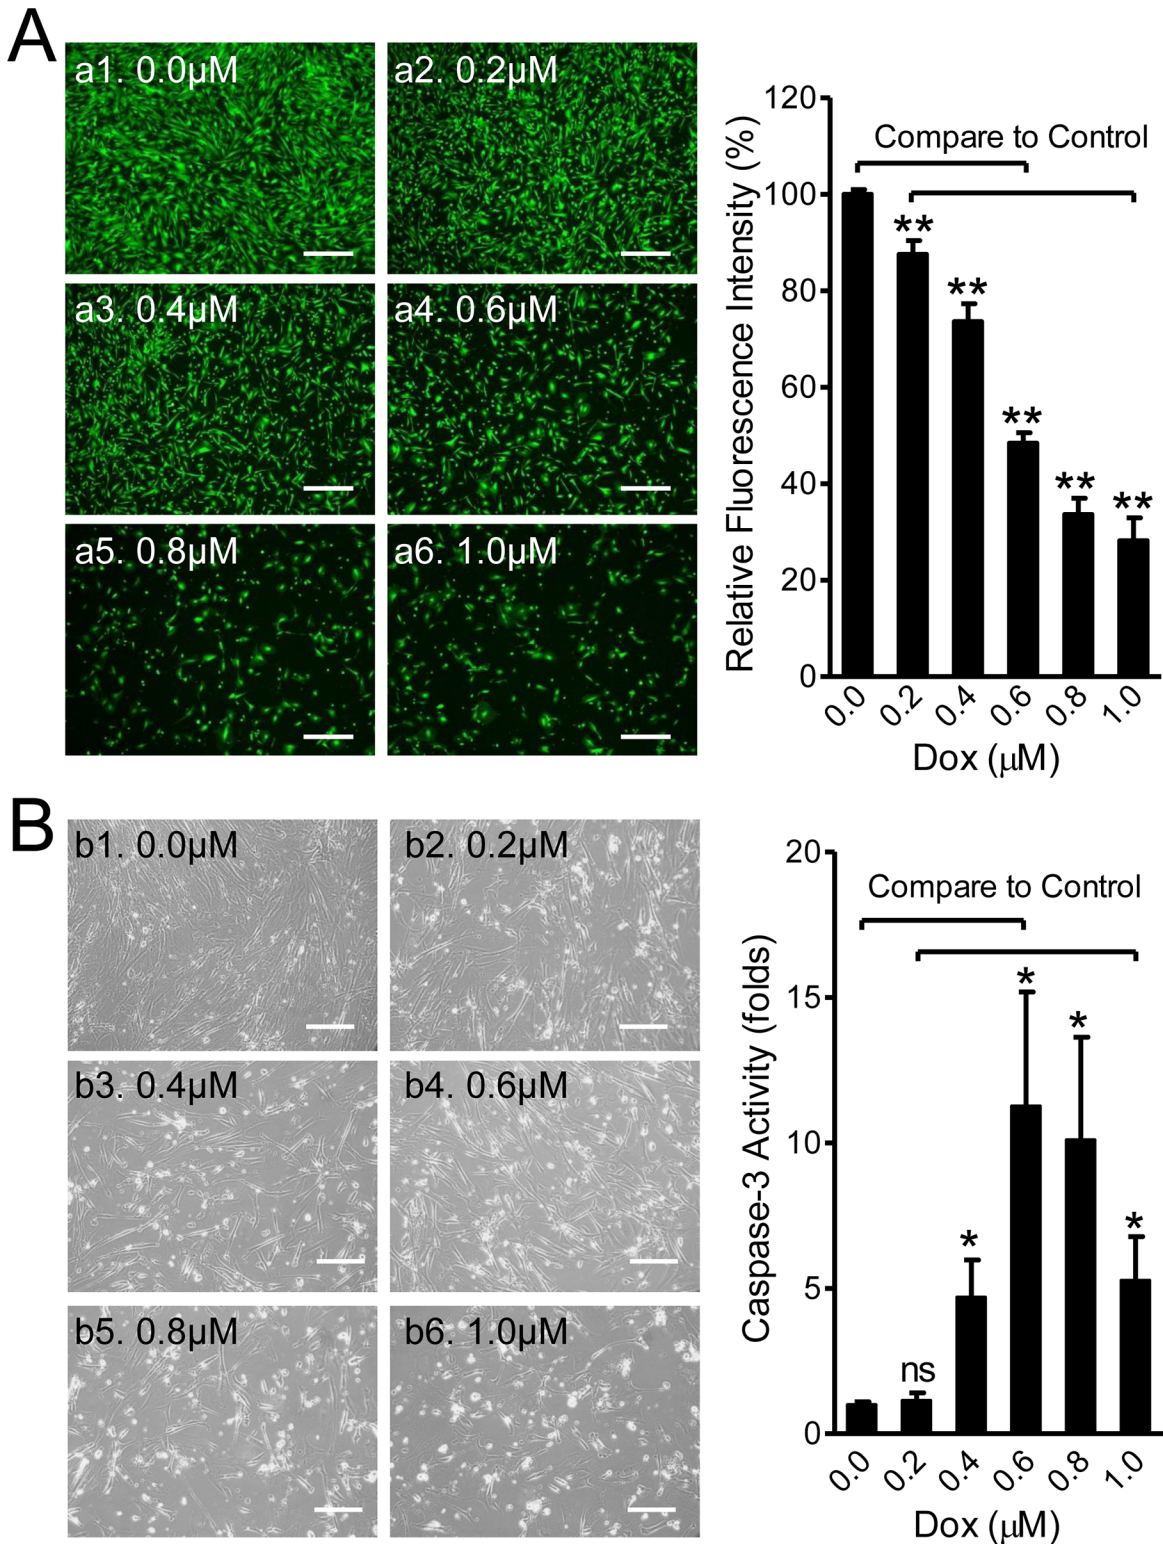 A
a1. 0.0µM
a2. 0.2µM
a3. 0.4µM
a4. 0.6µM
a5. 0.8µM
a6. 1.0µM
Relative Fluorescence Intensity (%)
120
100
80
60
40
20
0
Compare to Control
**
**
**
**
**
0.0
0.2
0.4
0.6
0.8
1.0
Dox (µM)
B
b1. 0.0µM
b2. 0.2µM
b3. 0.4µM
b4. 0.6µM
b5. 0.8µM
b6. 1.0µM
Caspase-3 Activity (folds)
20
15
10
5
0
Compare to Control
ns
*
*
*
*
0.0
0.2
0.4
0.6
0.8
1.0
Dox (µM)